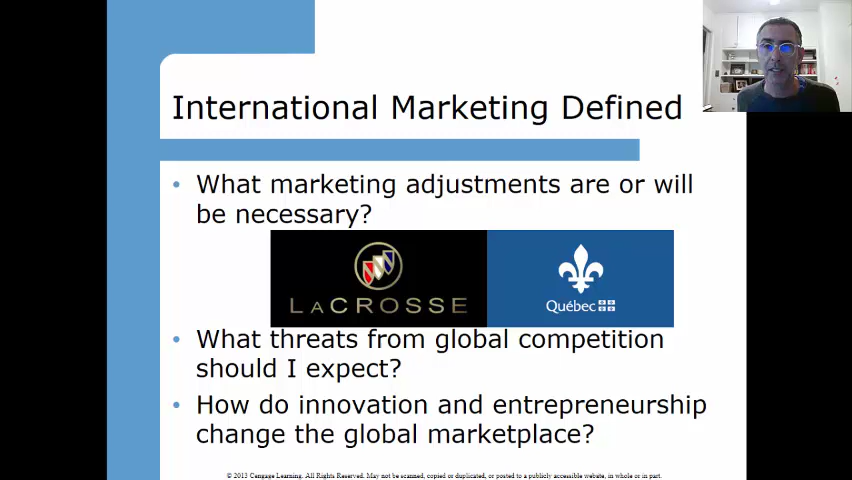 International Marketing Defined
• What marketing adjustments are or will
be necessary?
LACROSSE
Québec
• What threats from global competition
should I expect?
• How do innovation and entrepreneurship
change the global marketplace?
© 2013 Cengage Learning. All Rights Reserved. May not be scanned, copied or duplicated, or posted to a publicly accessible website, in whole or in part.